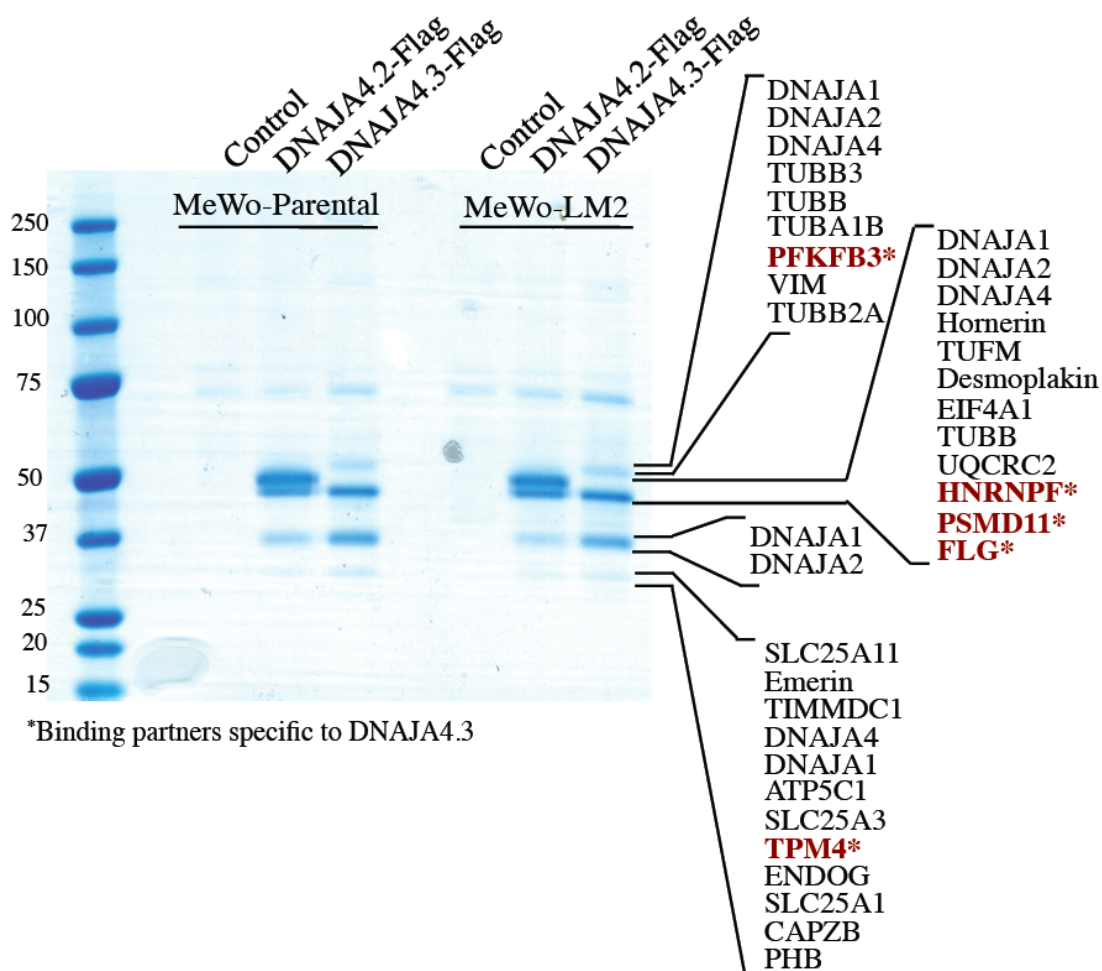 Control
DNAJA4.2-Flag
DNAJA4.3-Flag
Control
DNAJA4.2-Flag
DNAJA4.3-Flag
MeWo-Parental
MeWo-LM2
250
150
100
75
50
37
25
20
15
DNAJA1
DNAJA2
DNAJA4
TUBB3
TUBB
TUBA1B
PFKFB3*
VIM
TUBB2A
DNAJA1
DNAJA2
DNAJA4
Hornerin
TUFM
Desmoplakin
EIF4A1
TUBB
UQCRC2
HNRNPF*
PSMD11*
FLG*
DNAJA1
DNAJA2
SLC25A11
Emerin
TIMMDC1
DNAJA4
DNAJA1
ATP5C1
SLC25A3
TPM4*
ENDOG
SLC25A1
CAPZB
PHB
*Binding partners specific to DNAJA4.3